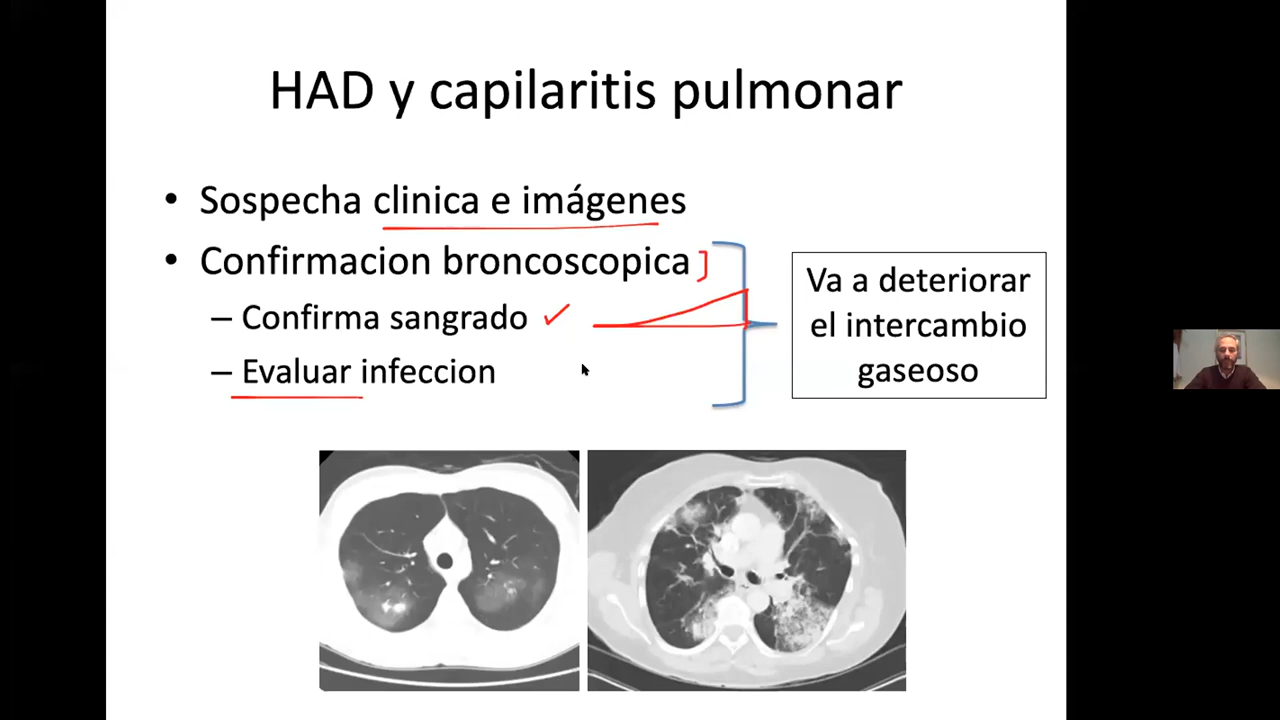 HAD y capilaritis pulmonar
• Sospecha clinica e imágenes
• Confirmacion broncoscopica
– Confirma sangrado
– Evaluar infeccion
Va a deteriorar
el intercambio
gaseoso